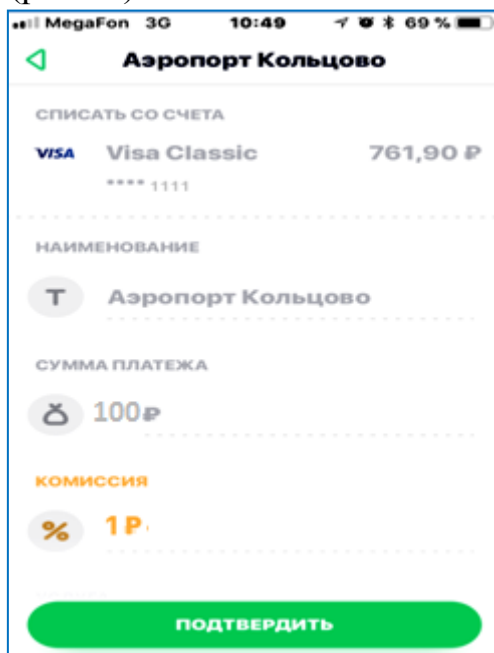 MegaFon 3G 10:49 69 %
Аэропорт Кольцово
СПИСАТЬ СО СЧЕТА
VISA Visa Classic 761,90 ₽
**** 1111
НАИМЕНОВАНИЕ
Т Аэропорт Кольцово
СУММА ПЛАТЕЖА
100₽
КОМИССИЯ
% 1 ₽
ПОДТВЕРДИТЬ